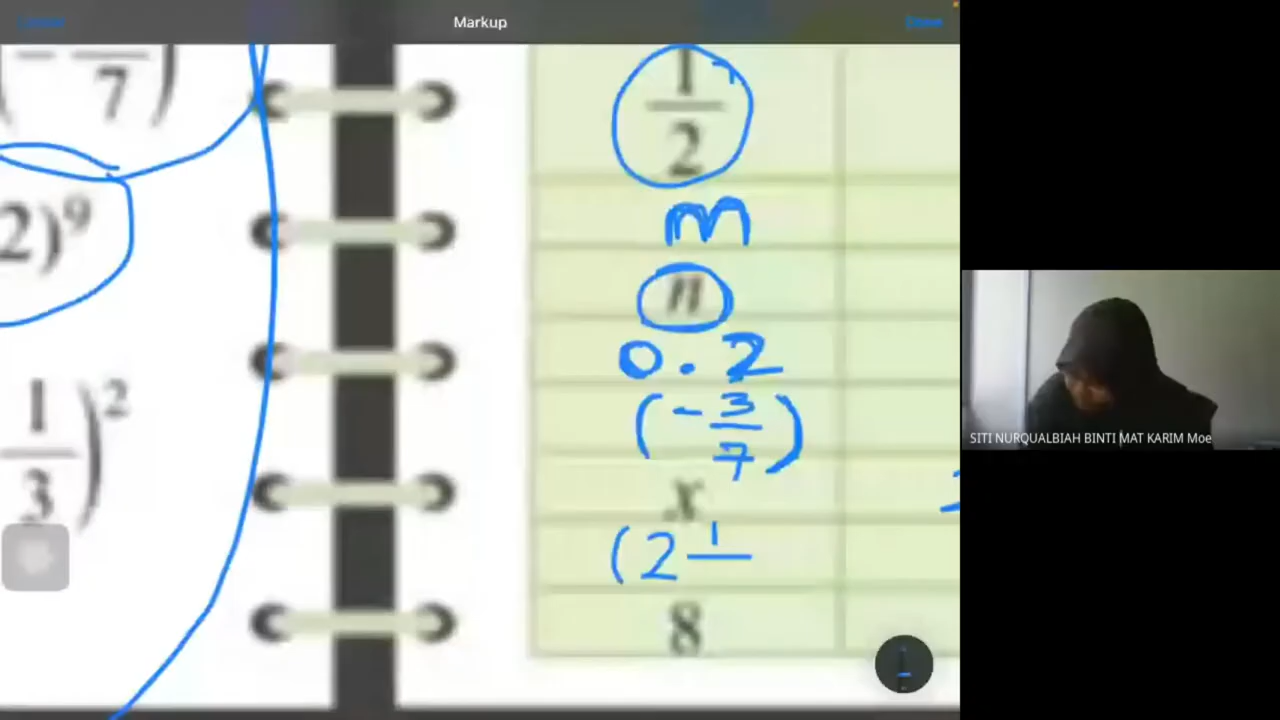 Markup
Done
(- — 7)
2)⁹
1/3)²
1/2
m
n
0.2
(- 3/7)
x
(2 1/
8
SITI NURQUALBIAH BINTI MAT KARIM Moe